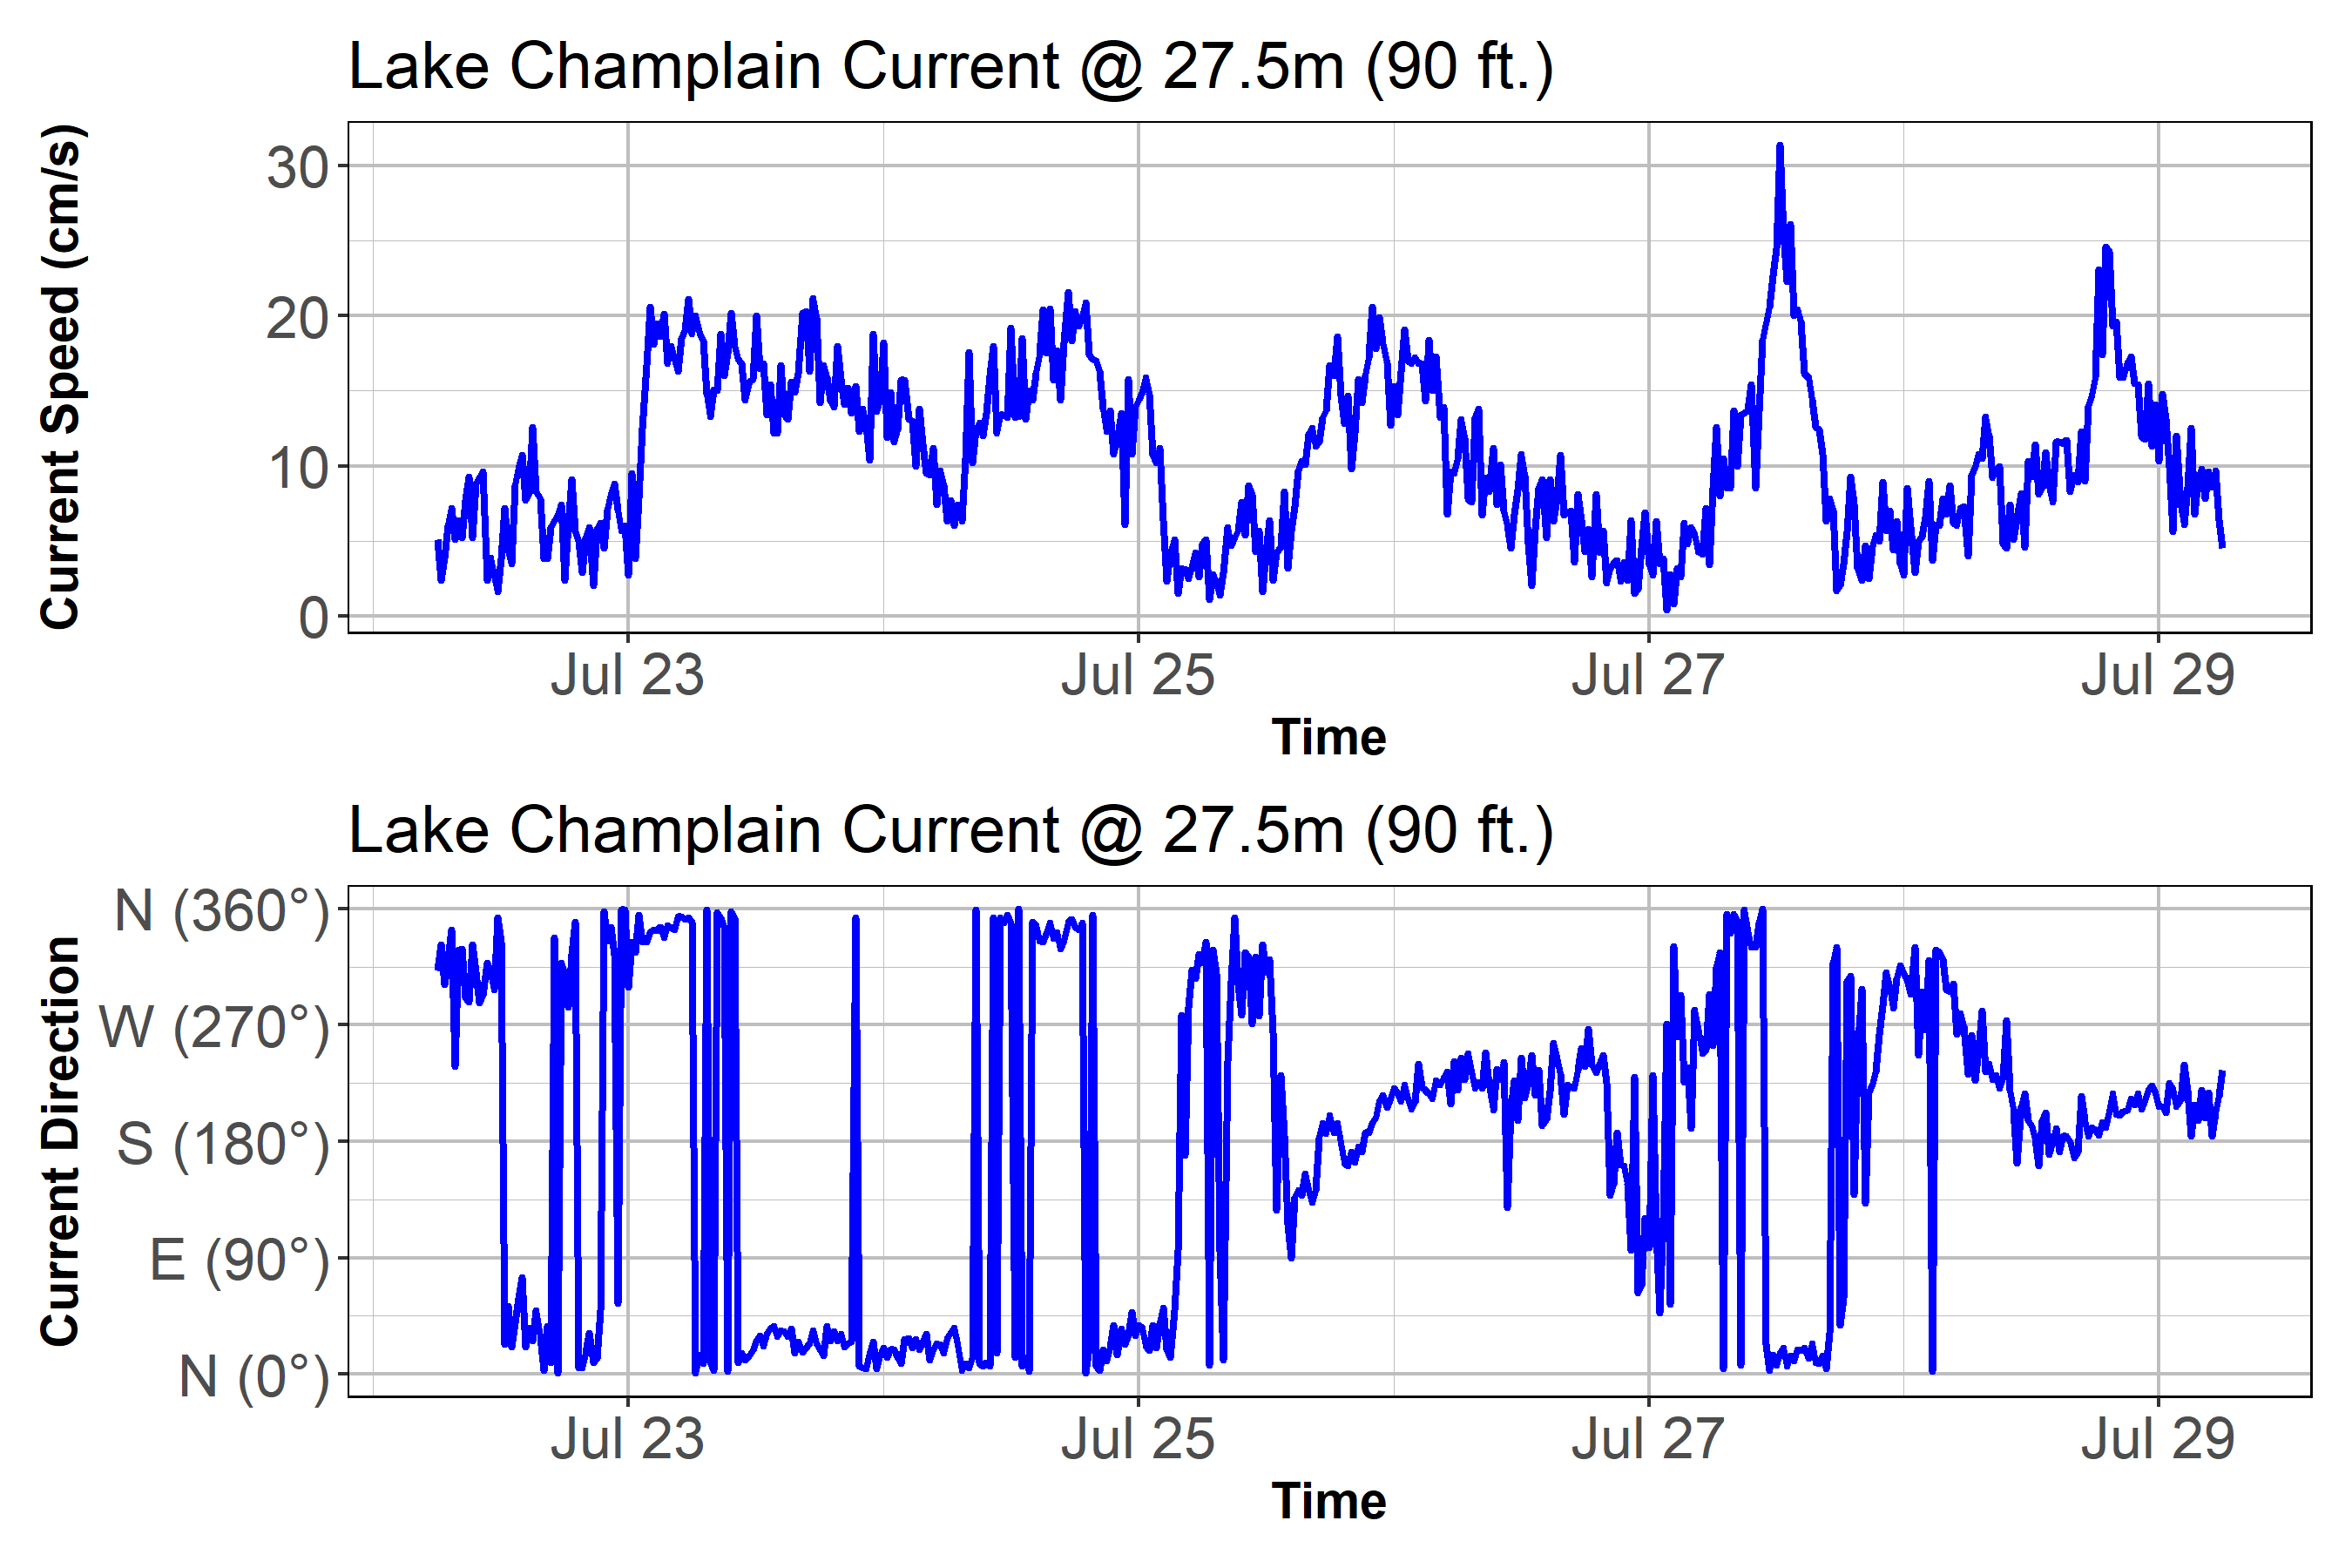 Lake Champlain Current @ 27.5m (90 ft.)
Current Speed (cm/s)
30
20
10
0
Jul 23 Jul 25 Jul 27 Jul 29
Time
Lake Champlain Current @ 27.5m (90 ft.)
Current Direction
N (360°)
W (270°)
S (180°)
E (90°)
N (0°)
Jul 23 Jul 25 Jul 27 Jul 29
Time